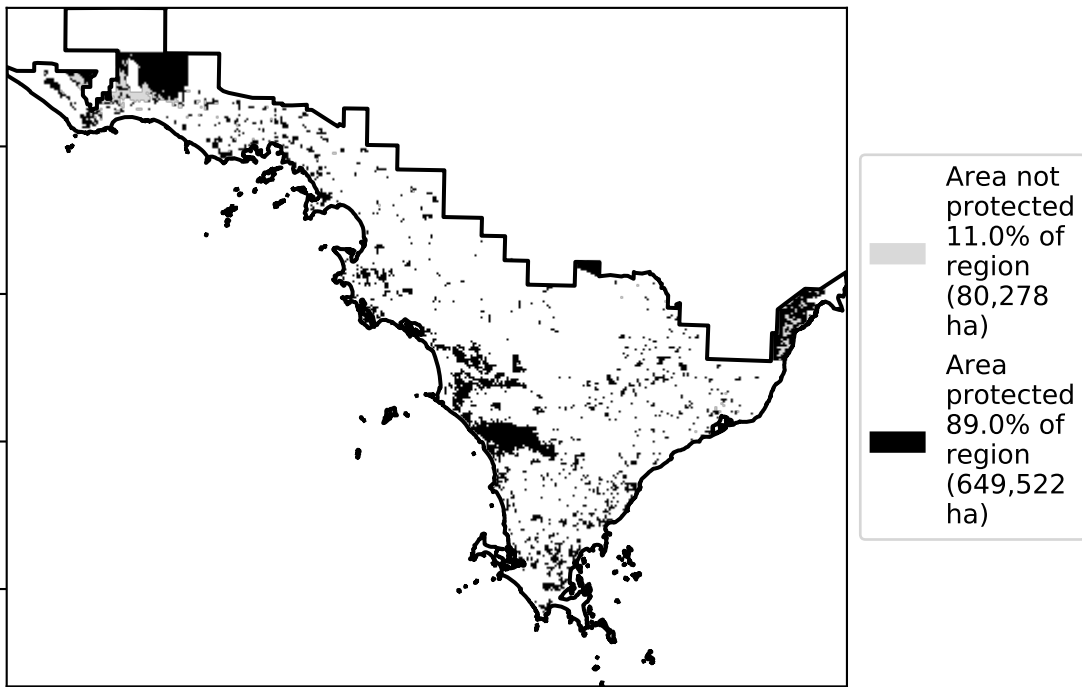 Area not
protected
11.0% of
region
(80,278
ha)
Area
protected
89.0% of
region
(649,522
ha)